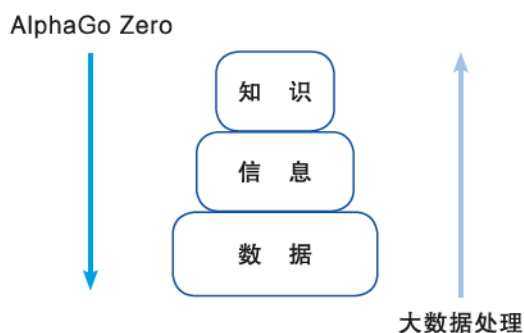 AlphaGo Zero
知 识
信 息
数 据
大数据处理